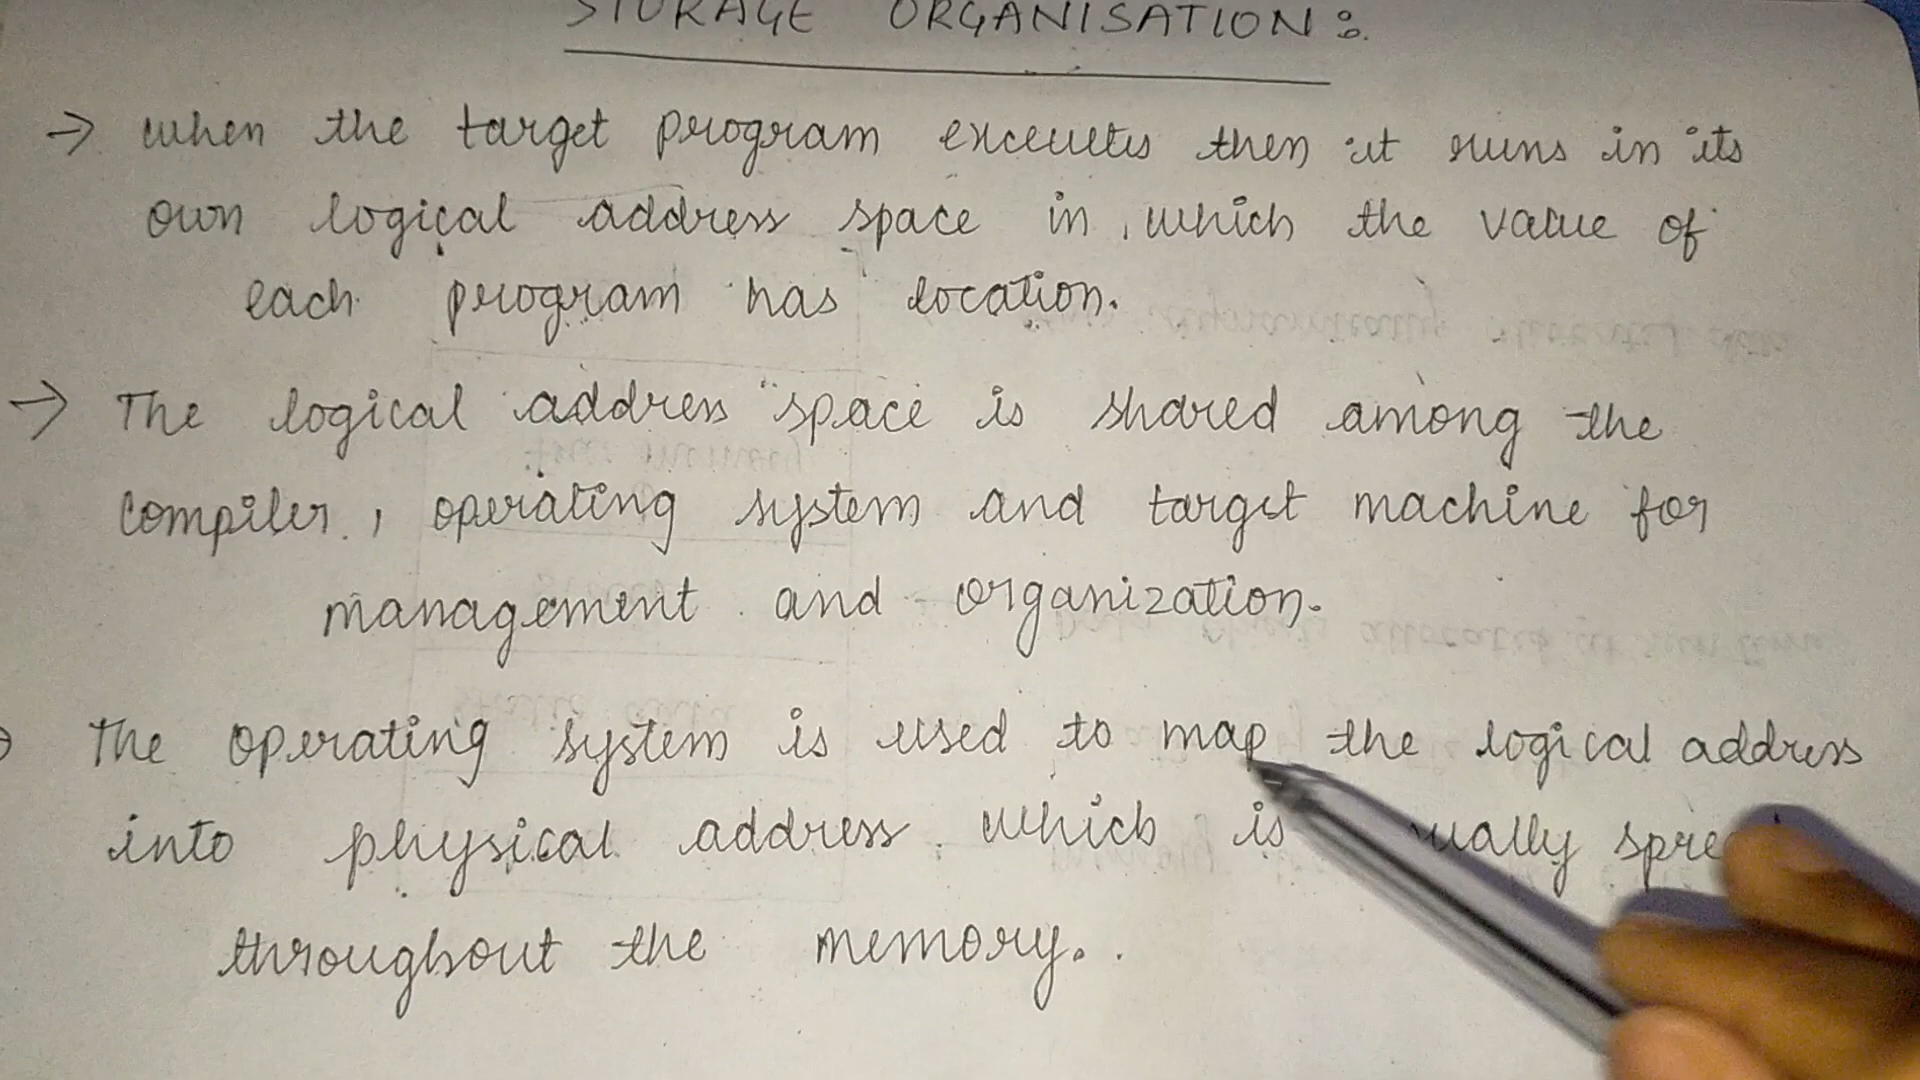 STORAGE ORGANISATION :
→ when the target program excecutes then it runs in its
own logical address space in which the value of
each program has location.
→ The logical address space is shared among the
compiler, operating system and target machine for
management and organization.
The operating system is used to map the logical address
into physical address which is
throughout the memory.